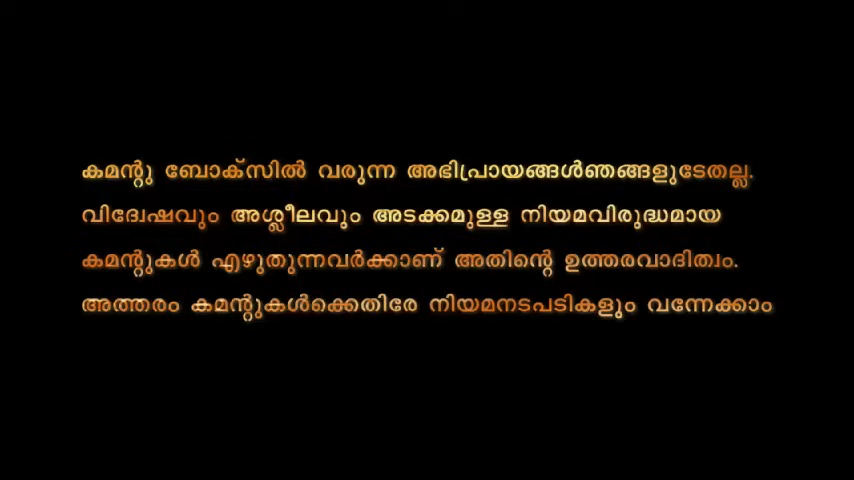 കമന്റു ബോക്സിൽ വരുന്ന അഭിപ്രായങ്ങൾഞങ്ങളുടേതല്ല.
വിദ്വേഷവും അശ്ലീലവും അടക്കമുള്ള നിയമവിരുദ്ധമായ
കമന്റുകൾ എഴുതുന്നവർക്കാണ് അതിന്റെ ഉത്തരവാദിത്വം.
അത്തരം കമന്റുകൾക്കെതിരേ നിയമനടപടികളും വന്നേക്കാം